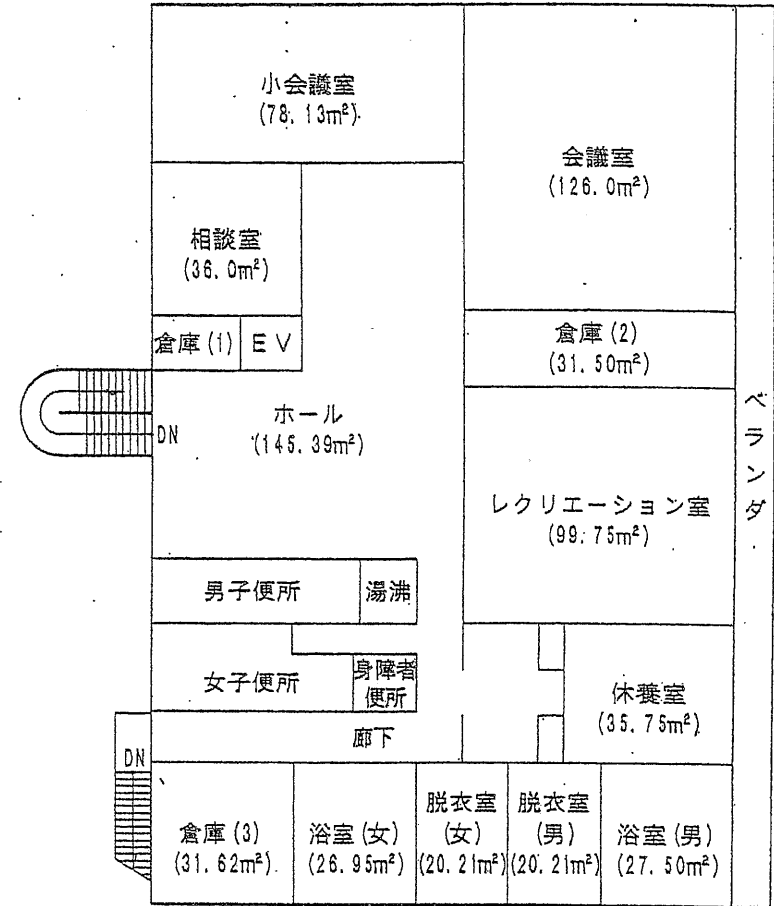 小会議室
(78.13m²)
会議室
(126.0m²)
相談室
(36.0m²)
倉庫(1)
EV
倉庫(2)
(31.50m²)
ベランダ
DN
ホール
(145.39m²)
レクリエーション室
(99.75m²)
男子便所
湯沸
女子便所
身障者
便所
休養室
(35.75m²)
廊下
DN
倉庫(3)
(31.62m²)
浴室(女)
(26.95m²)
脱衣室
(女)
(20.21m²)
脱衣室
(男)
(20.21m²)
浴室(男)
(27.50m²)